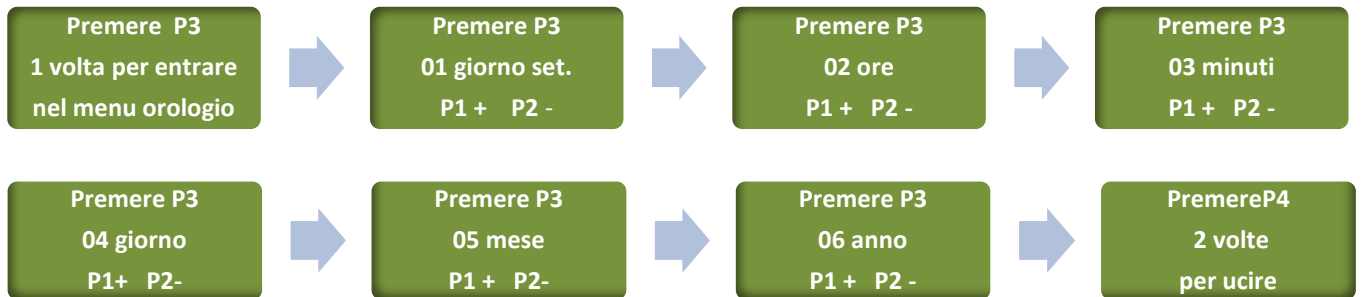 Premere P3
1 volta per entrare
nel menu orologio
Premere P3
01 giorno set.
P1 + P2 -
Premere P3
02 ore
P1 + P2 -
Premere P3
03 minuti
P1 + P2 -
Premere P3
04 giorno
P1+ P2-
Premere P3
05 mese
P1 + P2-
Premere P3
06 anno
P1 + P2 -
PremereP4
2 volte
per ucire